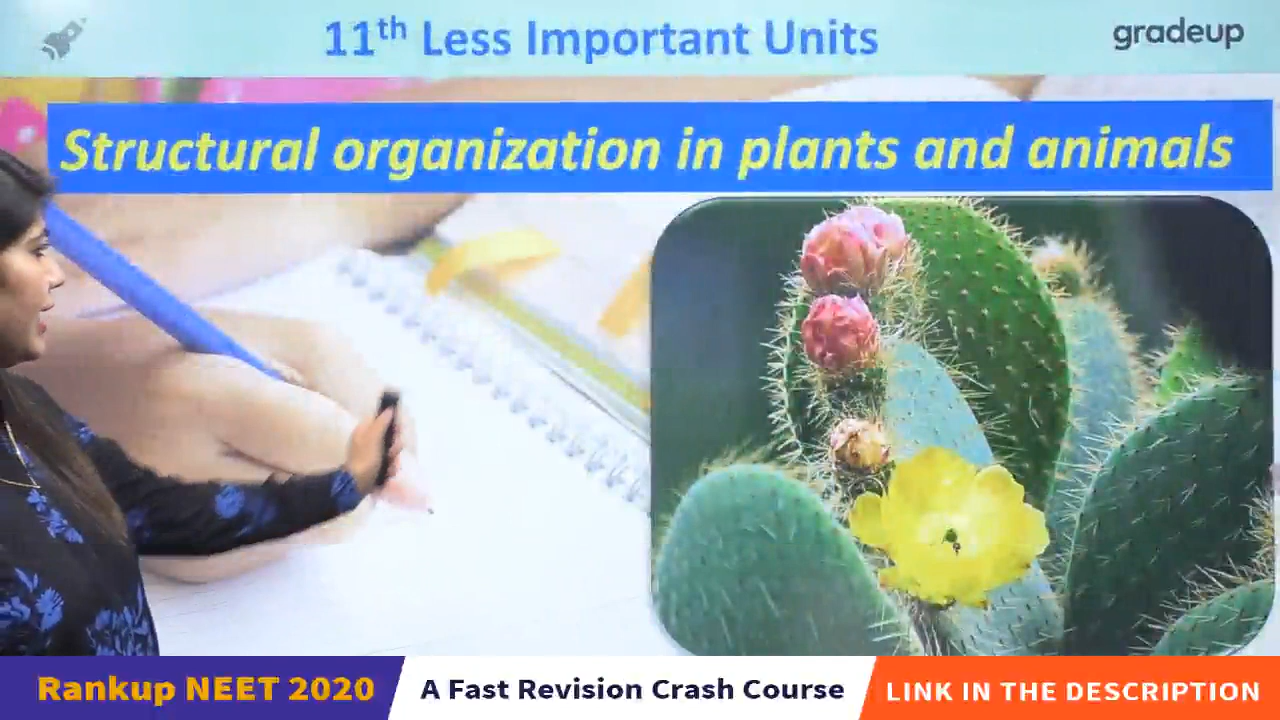 11th Less Important Units
gradeup
Structural organization in plants and animals
Rankup NEET 2020
A Fast Revision Crash Course
LINK IN THE DESCRIPTION